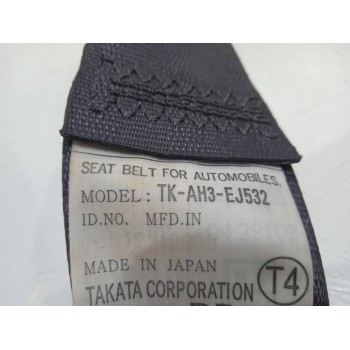 SEAT BELT FOR AUTOMOBILES.
MODEL : TK-AH3-EJ532
ID.NO. MFD.IN
MADE IN JAPAN
TAKATA CORPORATION T4